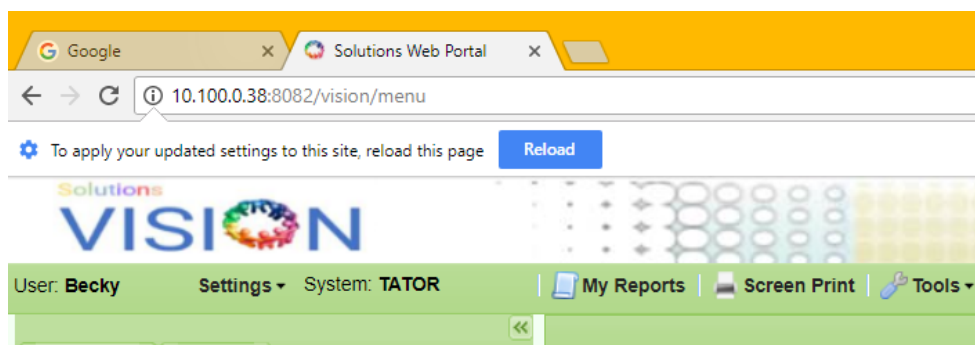 Google
Solutions Web Portal
10.100.0.38:8082/vision/menu
To apply your updated settings to this site, reload this page Reload
Solutions
VISION
User: Becky Settings System: TATOR My Reports Screen Print Tools